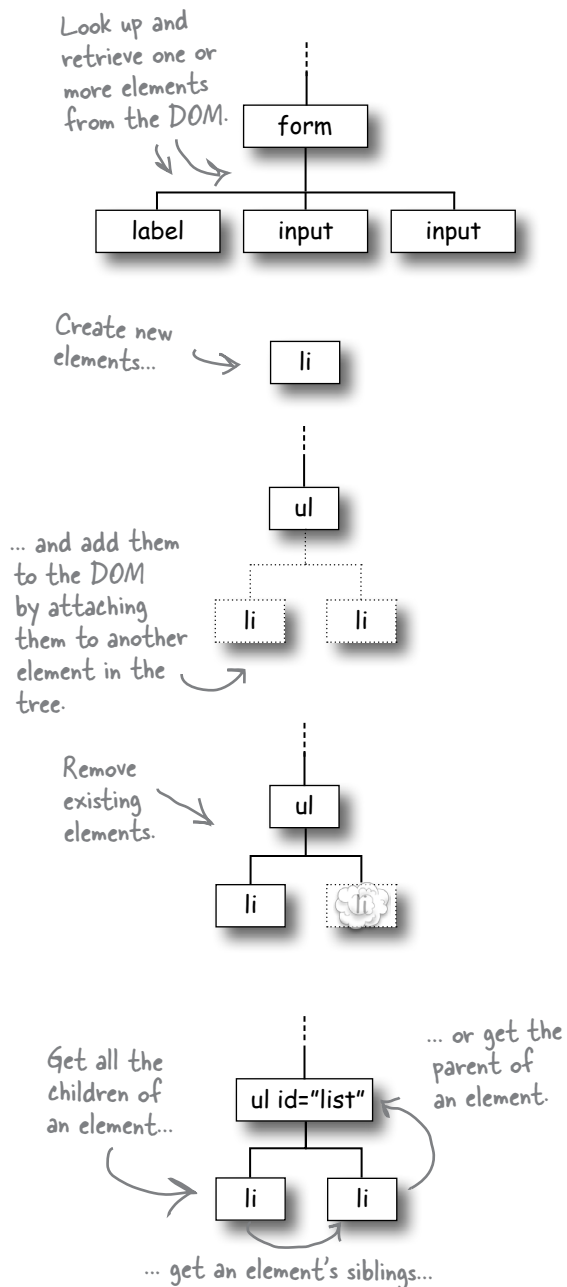 Look up and
retrieve one or
more elements
from the DOM.
form
label
input
input
Create new
elements...
li
ul
... and add them
to the DOM
by attaching
them to another
element in the
tree.
li
li
Remove
existing
elements.
ul
li
li
Get all the
children of
an element...
... or get the
parent of
an element.
ul id="list"
li
li
... get an element's siblings...